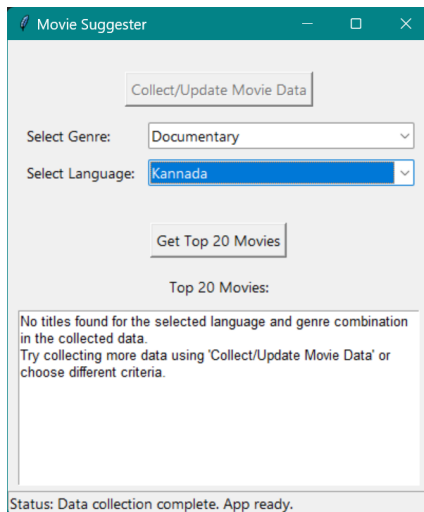 Movie Suggester
Collect/Update Movie Data
Select Genre: Documentary
Select Language: Kannada
Get Top 20 Movies
Top 20 Movies:
No titles found for the selected language and genre combination
in the collected data.
Try collecting more data using 'Collect/Update Movie Data' or
choose different criteria.
Status: Data collection complete. App ready.